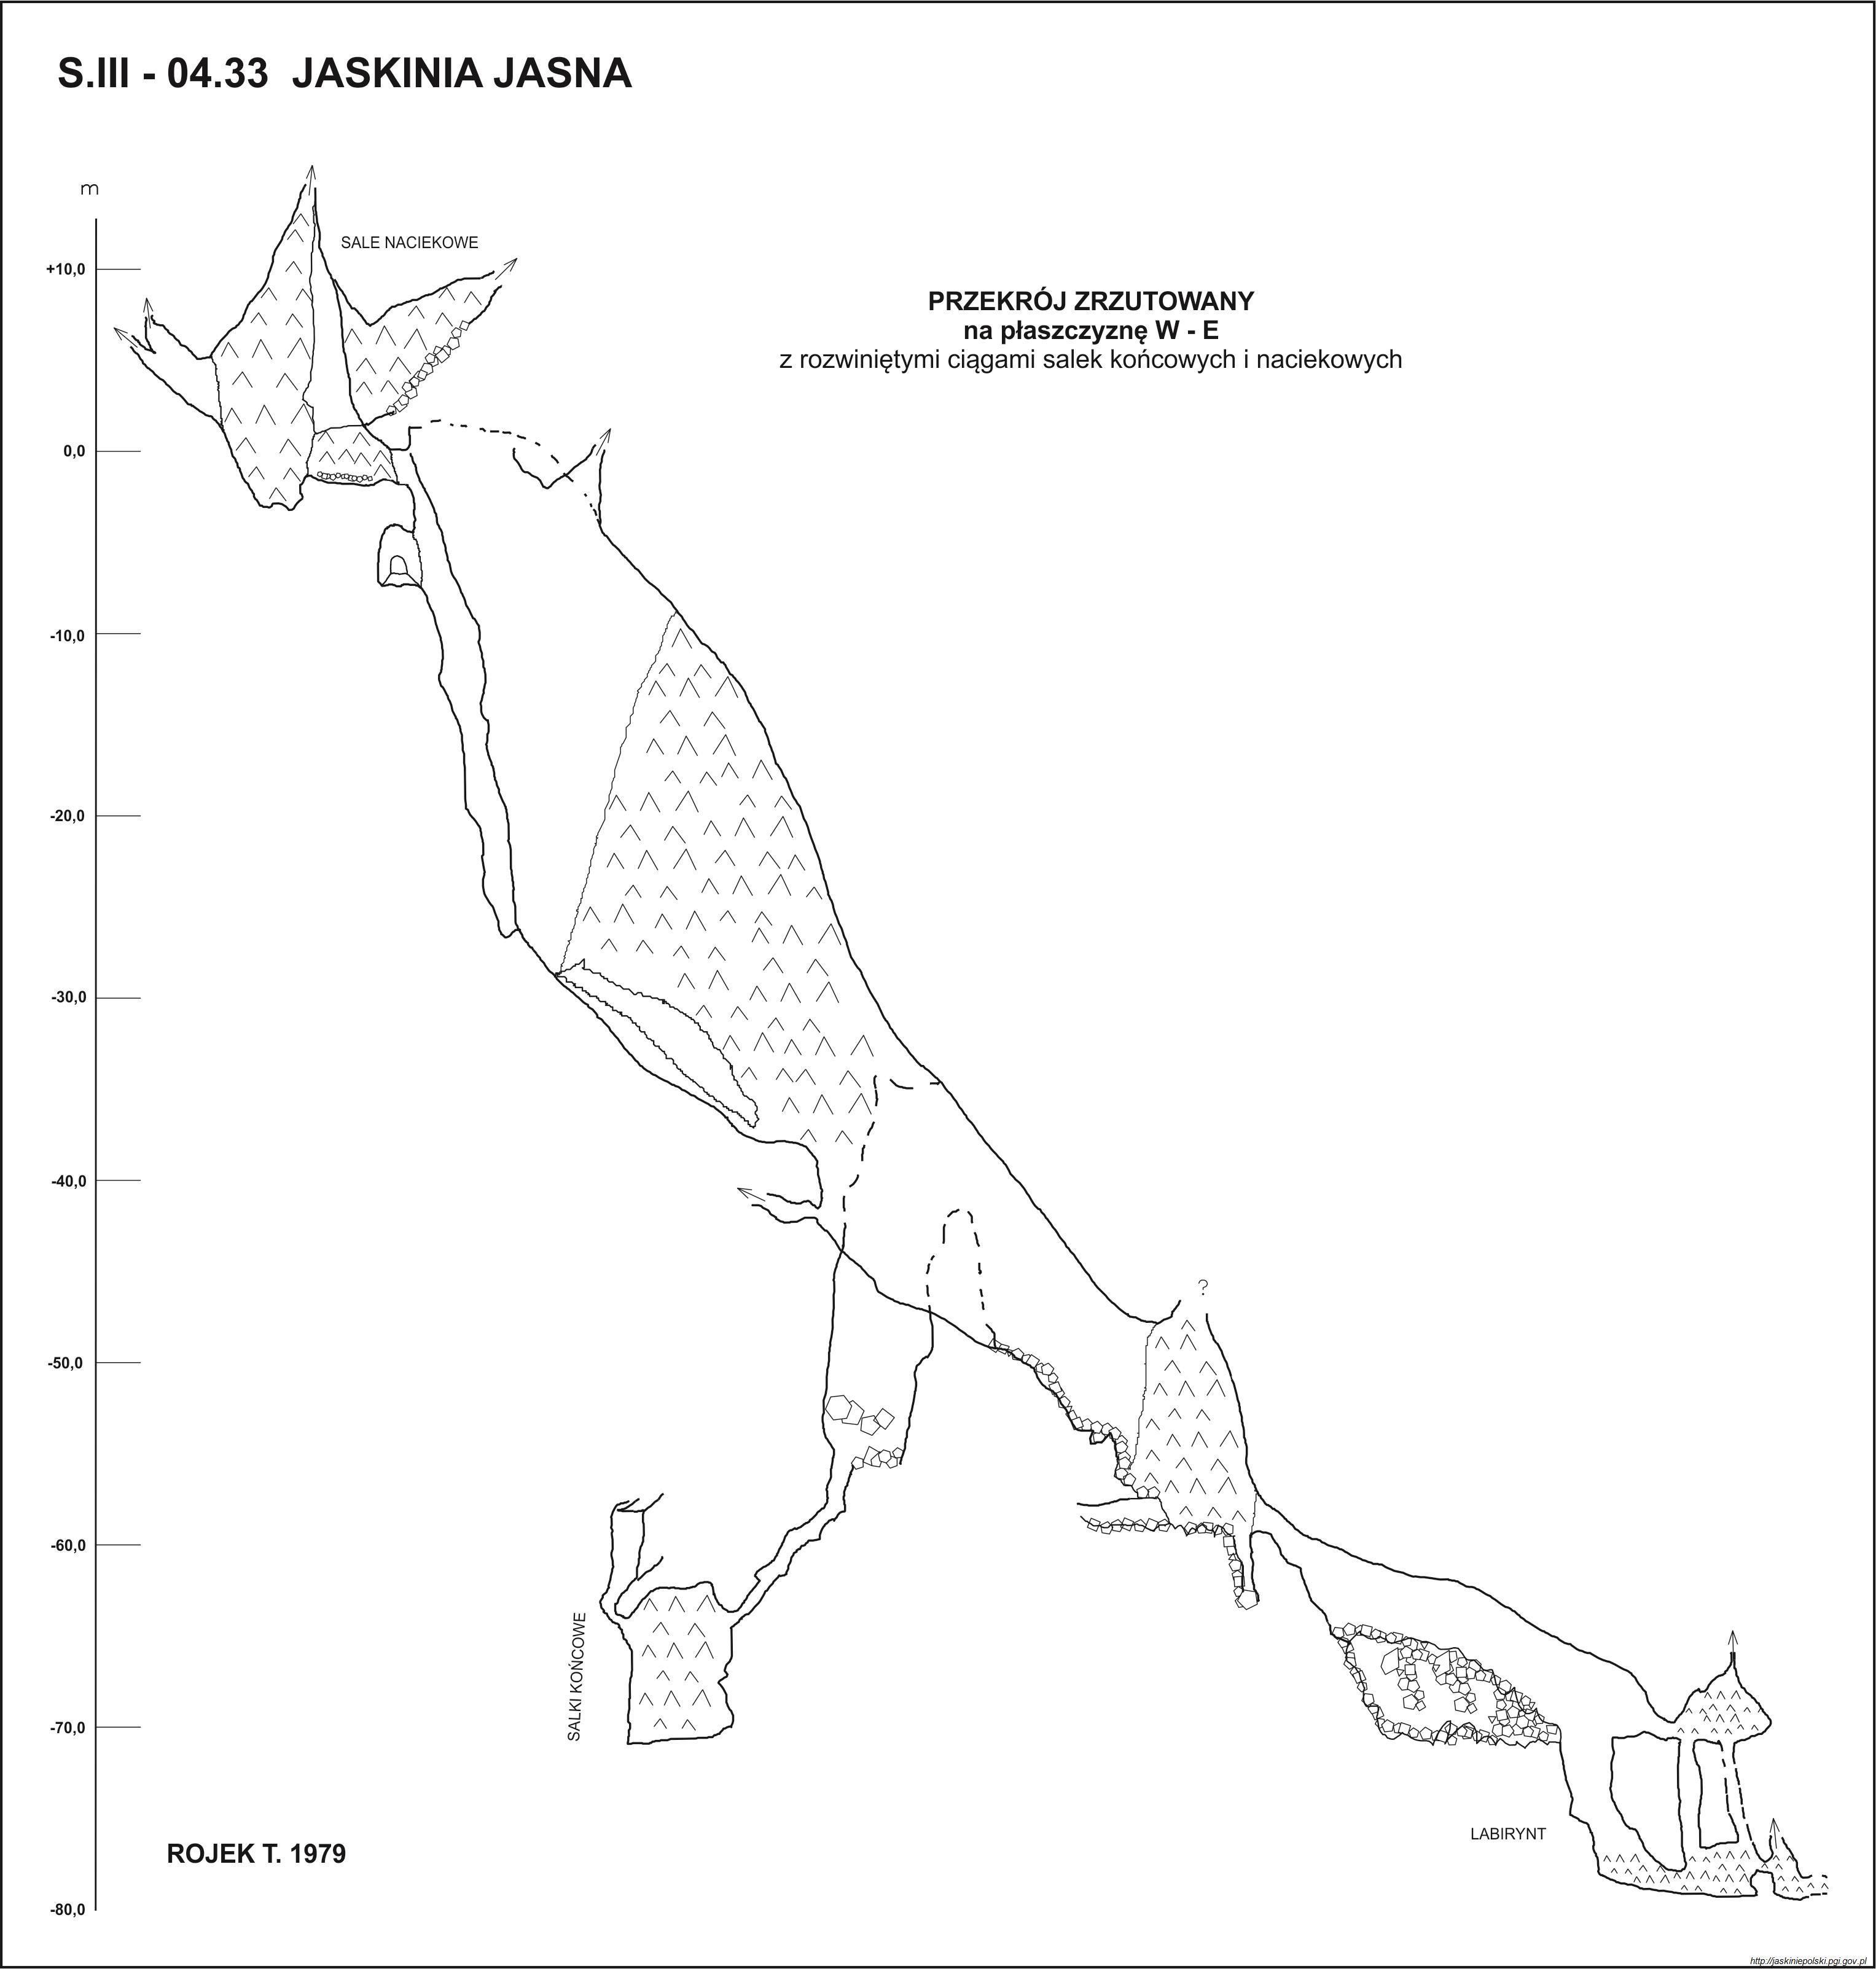 S.III - 04.33 JASKINIA JASNA
m
SALE NACIEKOWE
+10,0
PRZEKRÓJ ZRZUTOWANY
na płaszczyznę W - E
z rozwiniętymi ciągami salek końcowych i naciekowych
0,0
-10,0
-20,0
-30,0
-40,0
?
-50,0
-60,0
SALKI KOŃCOWE
-70,0
LABIRYNT
ROJEK T. 1979
-80,0
http://jaskiniepolski.pgi.gov.pl